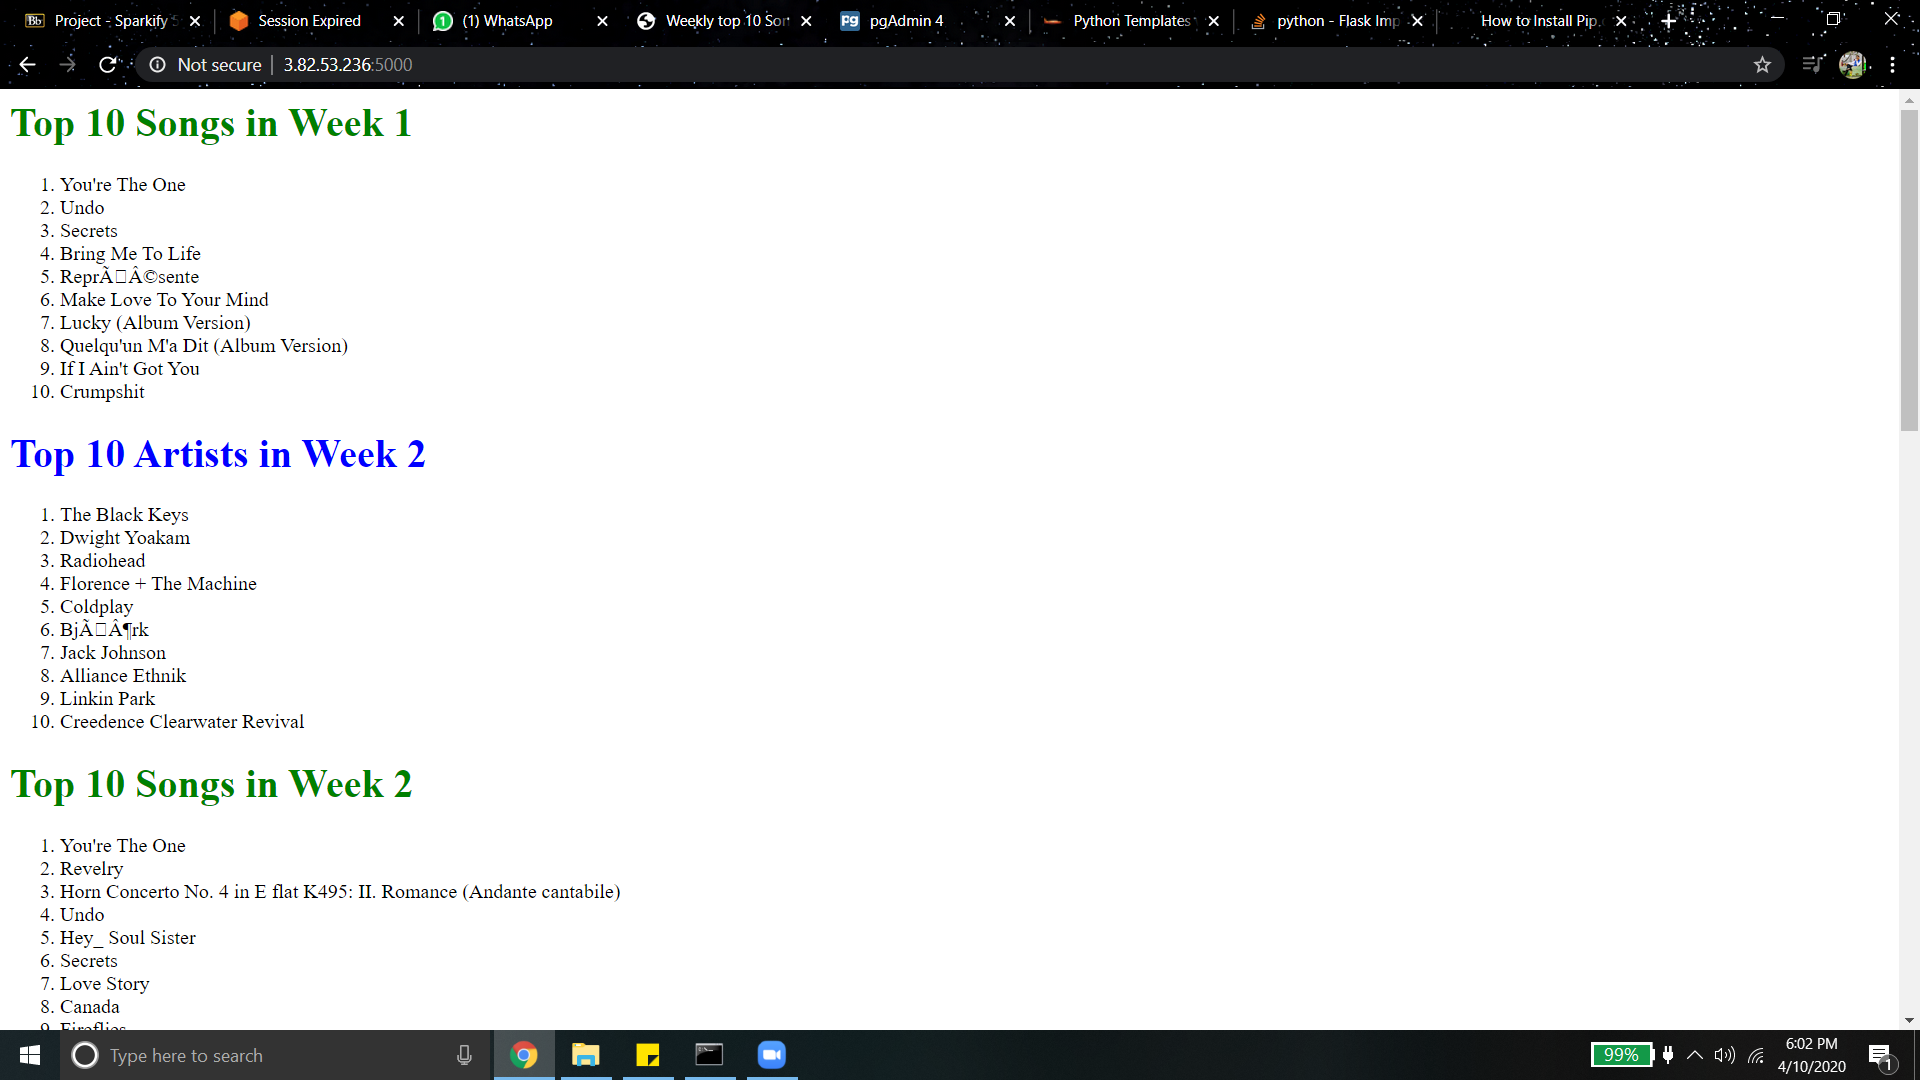 Project - Sparkify
Session Expired
(1) WhatsApp
Weekly top 10 Son
pgAdmin 4
Python Templates
python - Flask Imp
How to Install Pip
Not secure | 3.82.53.236:5000
Top 10 Songs in Week 1
1. You're The One
2. Undo
3. Secrets
4. Bring Me To Life
5. ReprÃ□Â©sente
6. Make Love To Your Mind
7. Lucky (Album Version)
8. Quelqu'un M'a Dit (Album Version)
9. If I Ain't Got You
10. Crumpshit
Top 10 Artists in Week 2
1. The Black Keys
2. Dwight Yoakam
3. Radiohead
4. Florence + The Machine
5. Coldplay
6. BjÃ□Â¶rk
7. Jack Johnson
8. Alliance Ethnik
9. Linkin Park
10. Creedence Clearwater Revival
Top 10 Songs in Week 2
1. You're The One
2. Revelry
3. Horn Concerto No. 4 in E flat K495: II. Romance (Andante cantabile)
4. Undo
5. Hey_ Soul Sister
6. Secrets
7. Love Story
8. Canada
9. Fireflies
Type here to search
99%
6:02 PM
4/10/2020
1